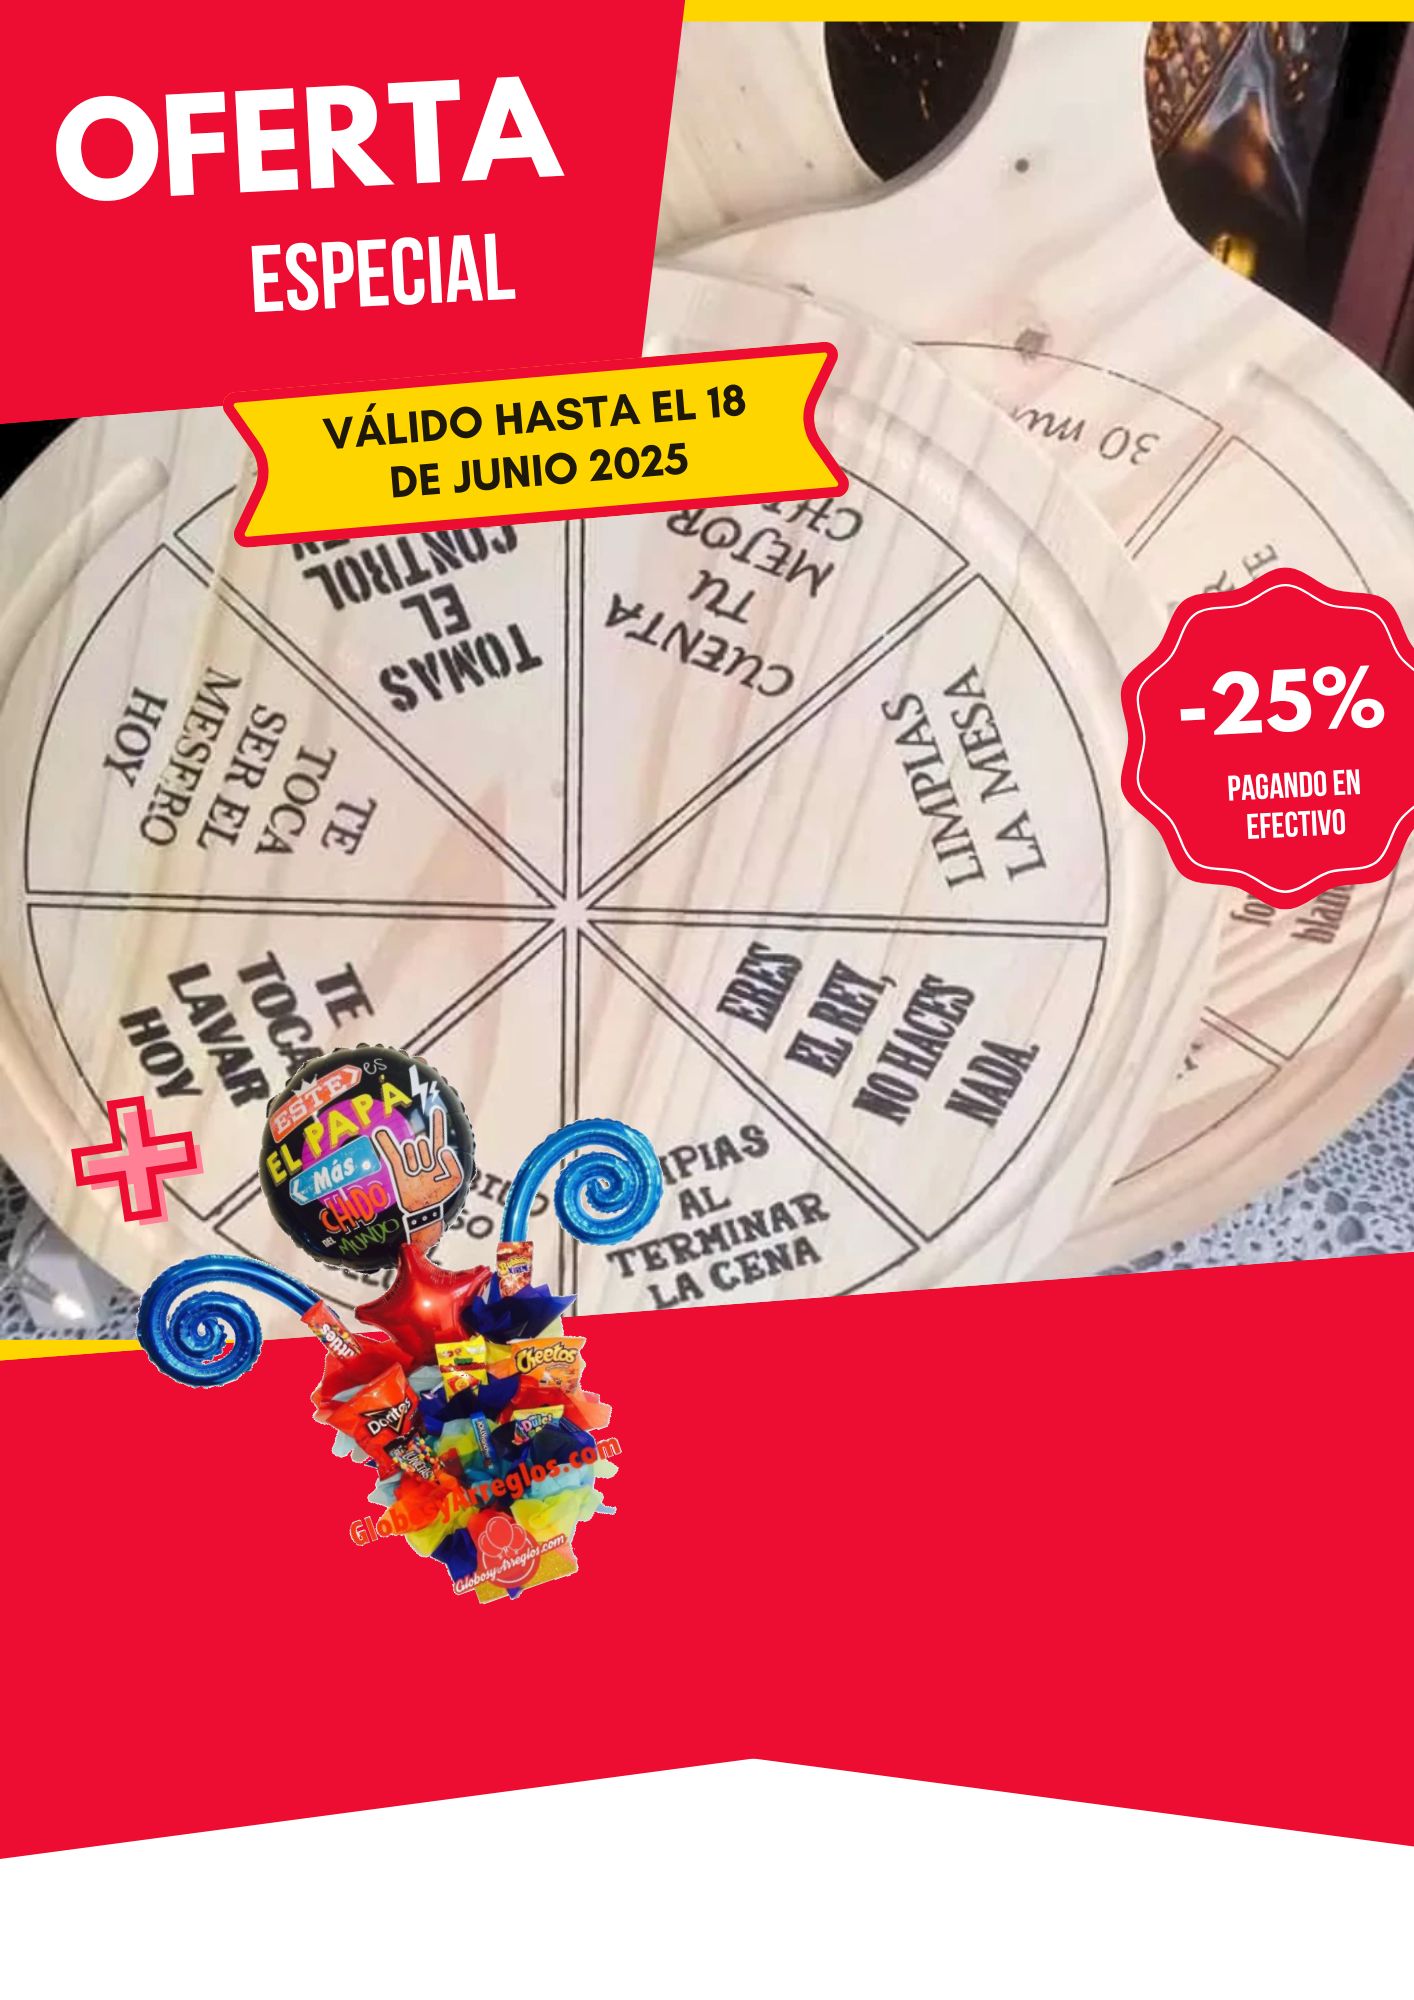 OFERTA
ESPECIAL
VÁLIDO HASTA EL 18
DE JUNIO 2025
30
-25%
PAGANDO EN
EFECTIVO
TOMAS
EL
CONTROL
CUENTA
TU
MEJOR
LIMPIAS
LA MESA
TE
TOCA
SER EL
MESERO
HOY
ERES
EL REY,
NO HACES
NADA.
TE
TOCA
LAVAR
HOY
AL
TERMINAR
LA CENA
ESTE es
EL PAPÁ
Más
CHIDO
DEL
MUNDO
Cheetos
Doritos
GlobosyArreglos.com
GlobosyArreglos.com